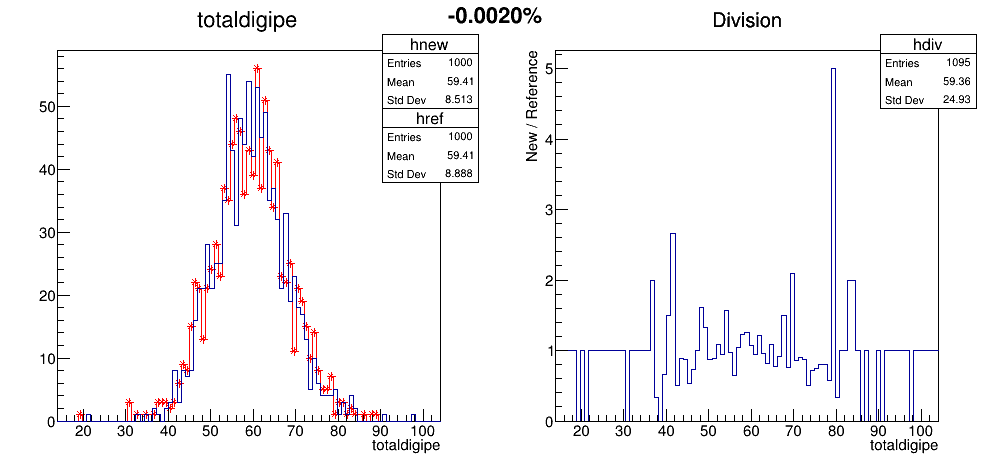 totaldigipe
-0.0020%
Division
hnew
Entries 1000
Mean 59.41
Std Dev 8.513
href
Entries 1000
Mean 59.41
Std Dev 8.888
0
10
20
30
40
50
20 30 40 50 60 70 80 90 100
totaldigipe
hdiv
Entries 1095
Mean 59.36
Std Dev 24.93
New / Reference
5
4
3
2
1
0
20 30 40 50 60 70 80 90 100
totaldigipe